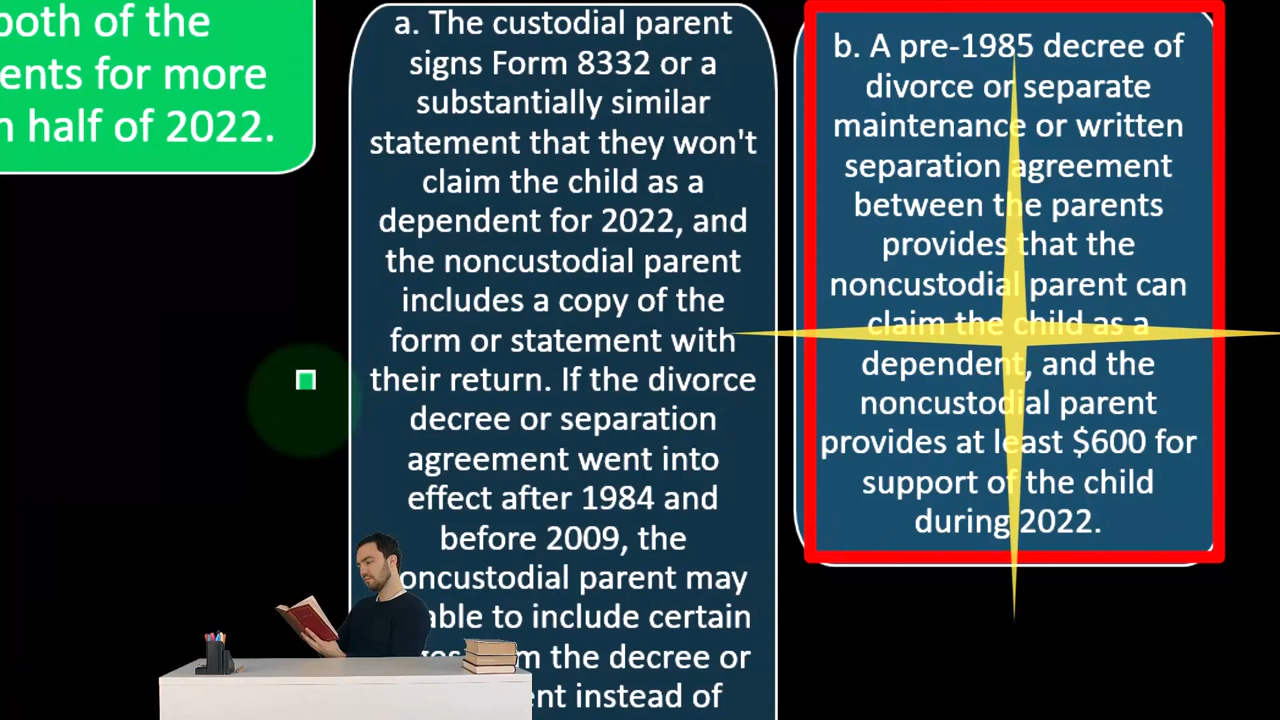 both of the
ents for more
half of 2022.
a. The custodial parent
signs Form 8332 or a
substantially similar
statement that they won't
claim the child as a
dependent for 2022, and
the noncustodial parent
includes a copy of the
form or statement with
their return. If the divorce
decree or separation
agreement went into
effect after 1984 and
before 2009, the
oncustodial parent may
able to include certain
the decree or
instead of
b. A pre-1985 decree of
divorce or separate
maintenance or written
separation agreement
between the parents
provides that the
noncustodial parent can
claim the child as a
dependent, and the
noncustodial parent
provides at least $600 for
support of the child
during 2022.